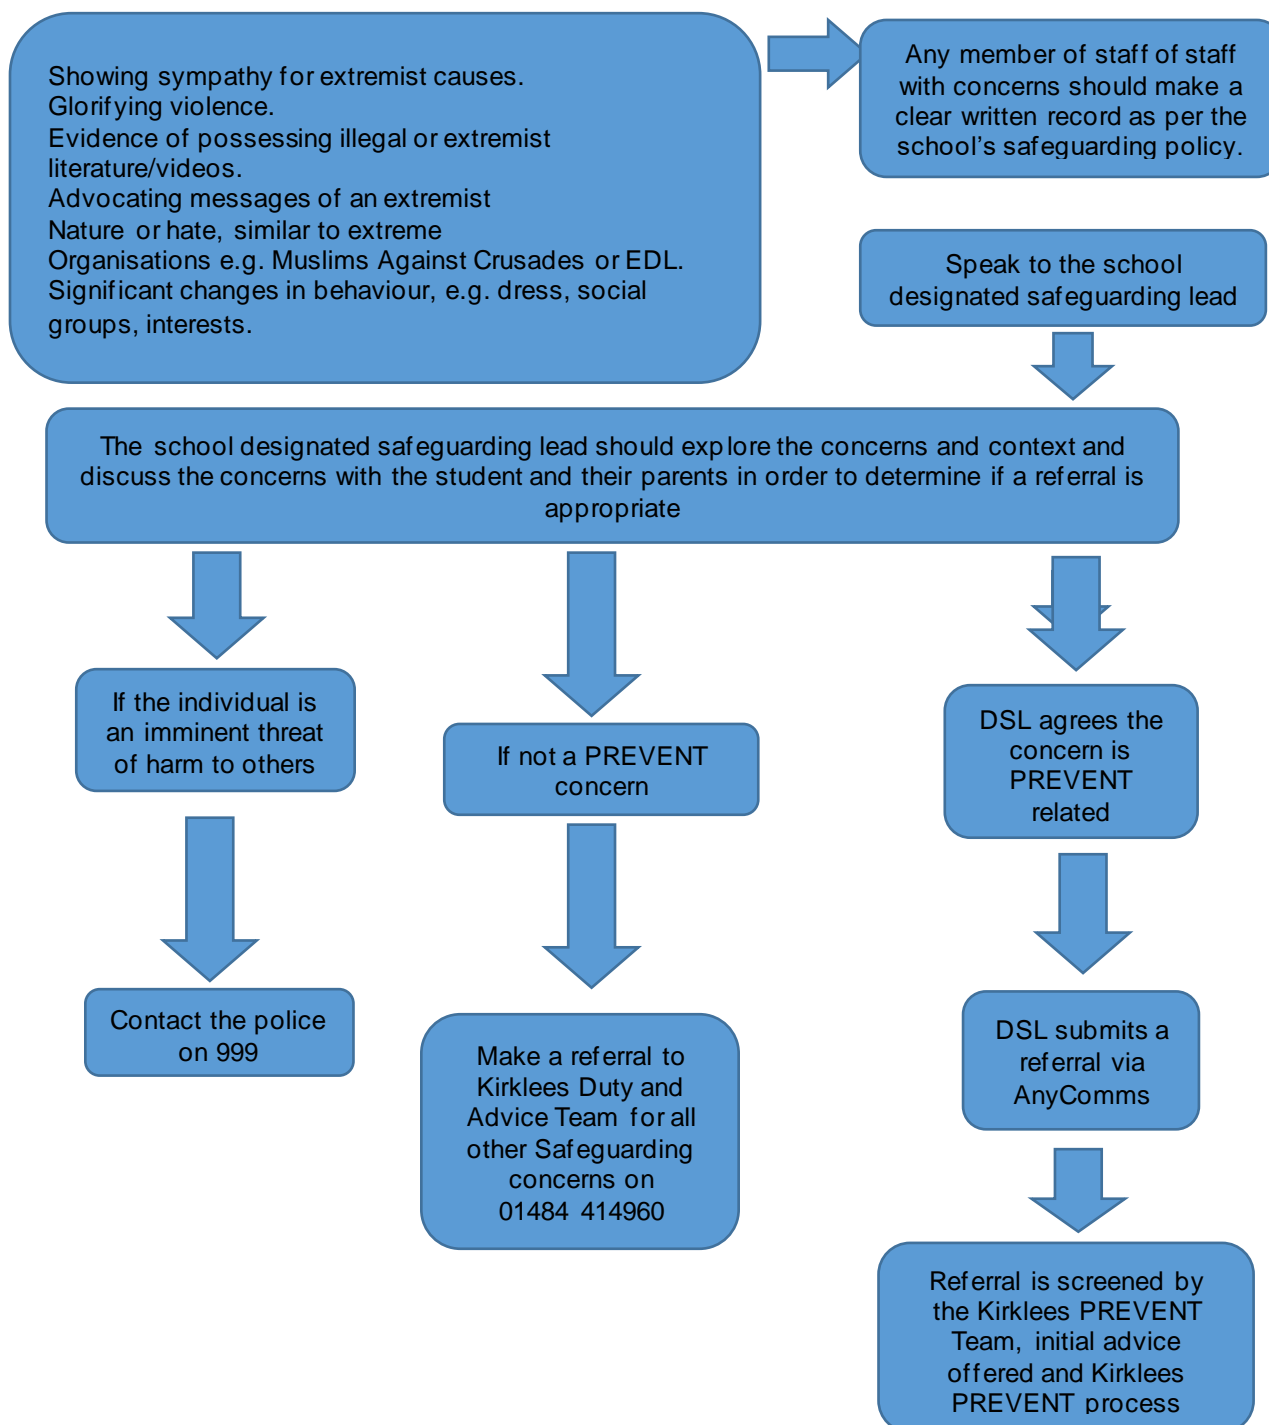 Showing sympathy for extremist causes.
Glorifying violence.
Evidence of possessing illegal or extremist
literature/videos.
Advocating messages of an extremist
Nature or hate, similar to extreme
Organisations e.g. Muslims Against Crusades or EDL.
Significant changes in behaviour, e.g. dress, social
groups, interests.
Any member of staff of staff
with concerns should make a
clear written record as per the
school’s safeguarding policy.
Speak to the school
designated safeguarding lead
The school designated safeguarding lead should explore the concerns and context and
discuss the concerns with the student and their parents in order to determine if a referral is
appropriate
If the individual is
an imminent threat
of harm to others
If not a PREVENT
concern
DSL agrees the
concern is
PREVENT
related
Contact the police
on 999
Make a referral to
Kirklees Duty and
Advice Team for all
other Safeguarding
concerns on
01484 414960
DSL submits a
referral via
AnyComms
Referral is screened by
the Kirklees PREVENT
Team, initial advice
offered and Kirklees
PREVENT process